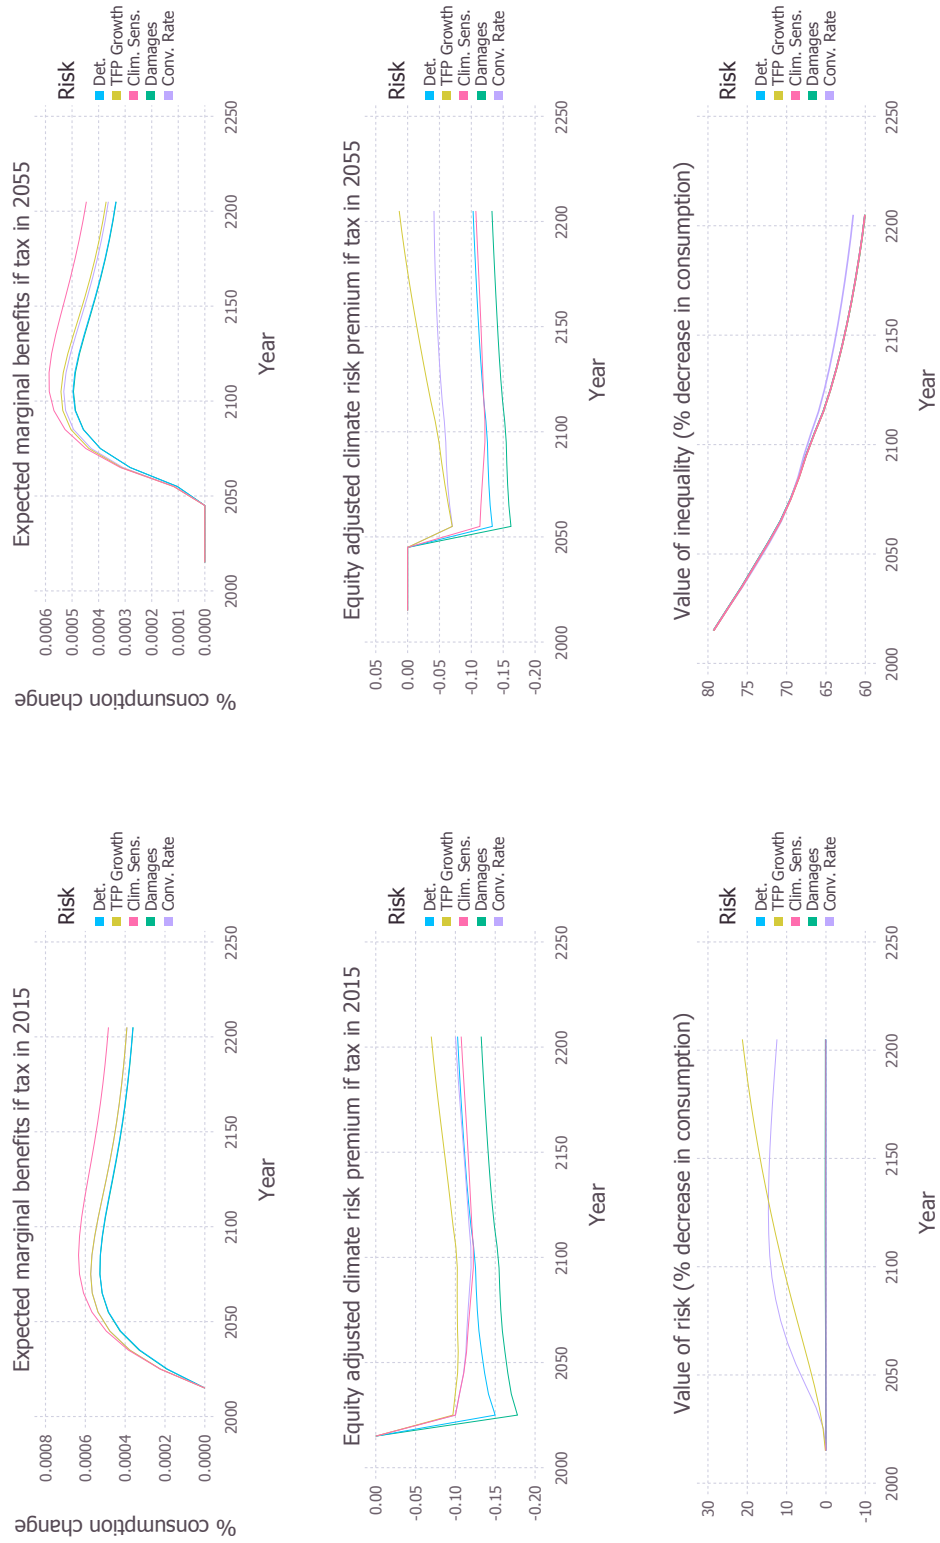 Expected marginal benefits if tax in 2015
% consumption change
0.0008
0.0006
0.0004
0.0002
0.0000
2000 2050 2100 2150 2200 2250
Year
Risk
Det.
TFP Growth
Clim. Sens.
Damages
Conv. Rate
Expected marginal benefits if tax in 2055
% consumption change
0.0006
0.0005
0.0004
0.0003
0.0002
0.0001
0.0000
2000 2050 2100 2150 2200 2250
Year
Risk
Det.
TFP Growth
Clim. Sens.
Damages
Conv. Rate
Equity adjusted climate risk premium if tax in 2015
0.00
-0.05
-0.10
-0.15
-0.20
2000 2050 2100 2150 2200 2250
Year
Risk
Det.
TFP Growth
Clim. Sens.
Damages
Conv. Rate
Equity adjusted climate risk premium if tax in 2055
0.05
0.00
-0.05
-0.10
-0.15
-0.20
2000 2050 2100 2150 2200 2250
Year
Risk
Det.
TFP Growth
Clim. Sens.
Damages
Conv. Rate
Value of risk (% decrease in consumption)
30
20
10
0
-10
2000 2050 2100 2150 2200 2250
Year
Risk
Det.
TFP Growth
Clim. Sens.
Damages
Conv. Rate
Value of inequality (% decrease in consumption)
80
75
70
65
60
2000 2050 2100 2150 2200 2250
Year
Risk
Det.
TFP Growth
Clim. Sens.
Damages
Conv. Rate